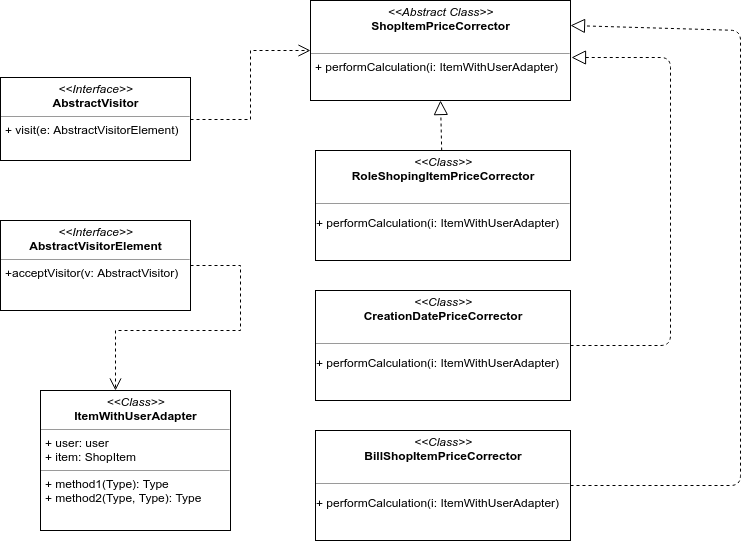 <<Abstract Class>>
ShopItemPriceCorrector
+ performCalculation(i: ItemWithUserAdapter)
<<Interface>>
AbstractVisitor
+ visit(e: AbstractVisitorElement)
<<Class>>
RoleShopingItemPriceCorrector
+ performCalculation(i: ItemWithUserAdapter)
<<Interface>>
AbstractVisitorElement
+acceptVisitor(v: AbstractVisitor)
<<Class>>
CreationDatePriceCorrector
+ performCalculation(i: ItemWithUserAdapter)
<<Class>>
ItemWithUserAdapter
+ user: user
+ item: ShopItem
+ method1(Type): Type
+ method2(Type, Type): Type
<<Class>>
BillShopItemPriceCorrector
+ performCalculation(i: ItemWithUserAdapter)